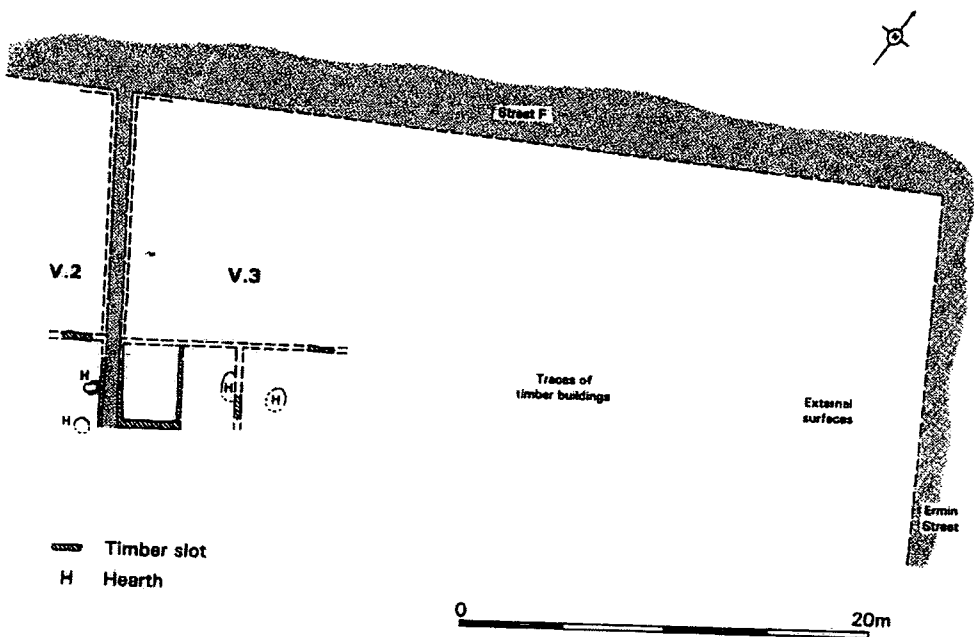 Street F
V.2
V.3
H
H
H
H
Traces of
timber buildings
External
surfaces
Ermin
Street
Timber slot
H Hearth
0 20m